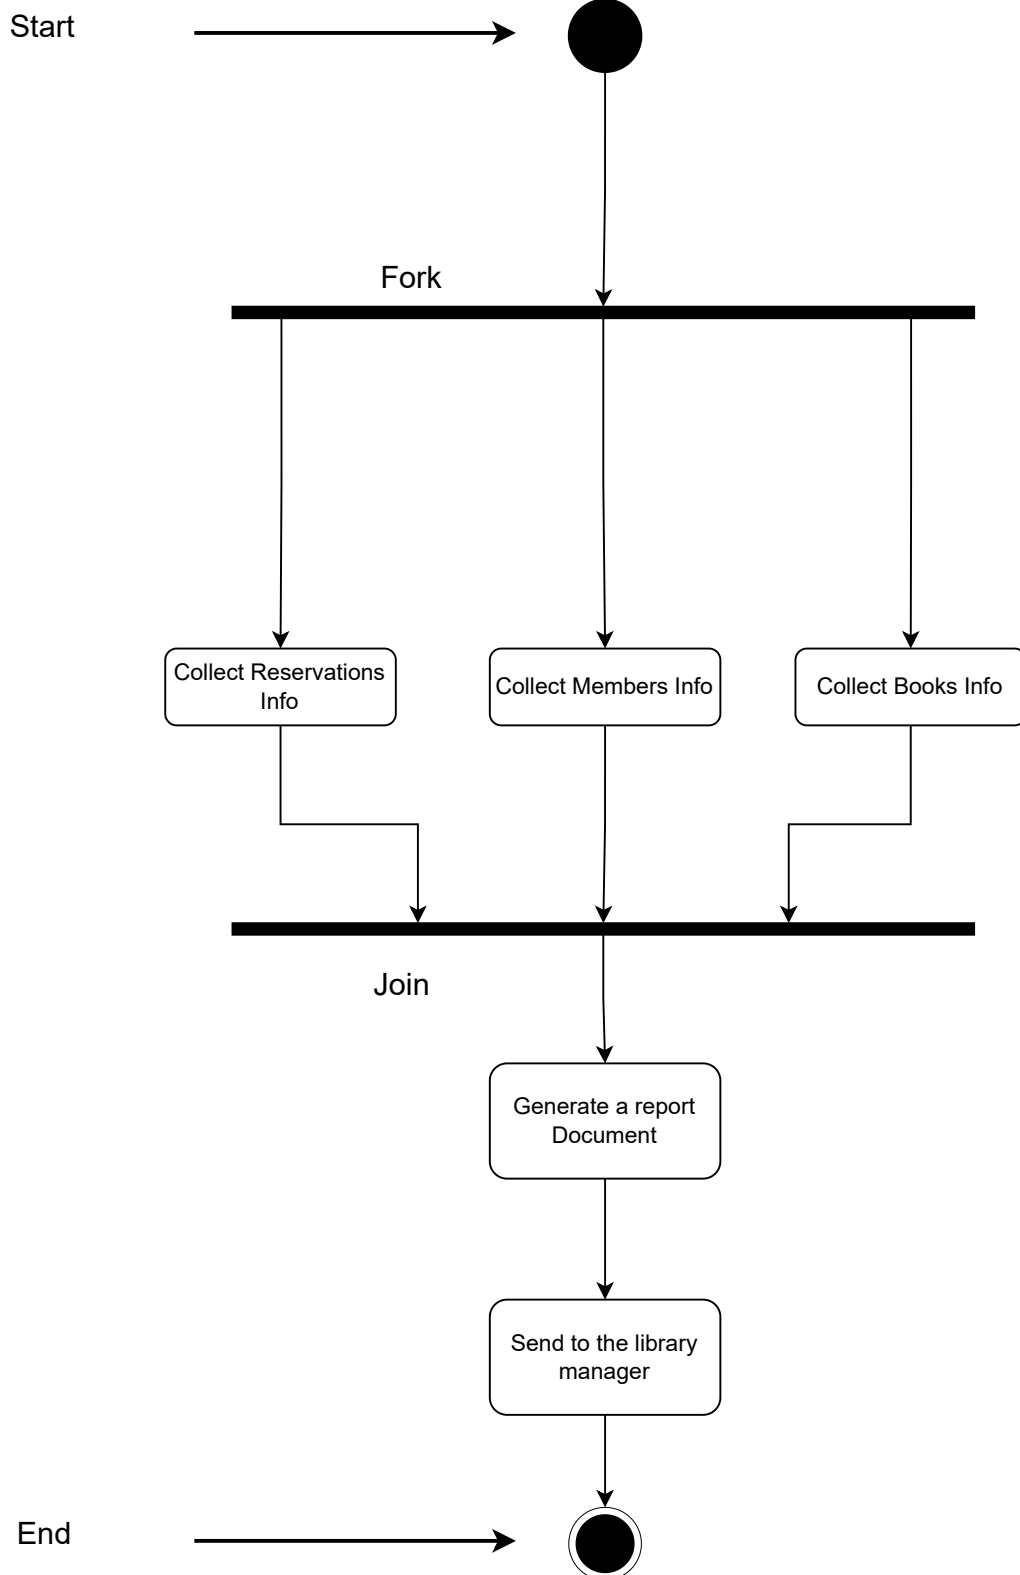 Start
Fork
Collect Reservations
Info
Collect Members Info
Collect Books Info
Join
Generate a report
Document
Send to the library
manager
End